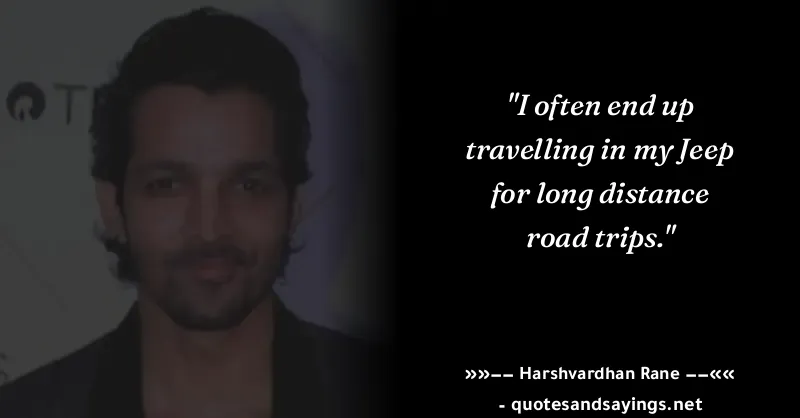 "I often end up
travelling in my Jeep
for long distance
road trips."
»»−− Harshvardhan Rane −−««
- quotesandsayings.net